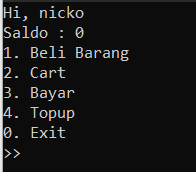 Hi, nicko
Saldo : 0
1. Beli Barang
2. Cart
3. Bayar
4. Topup
0. Exit
>>